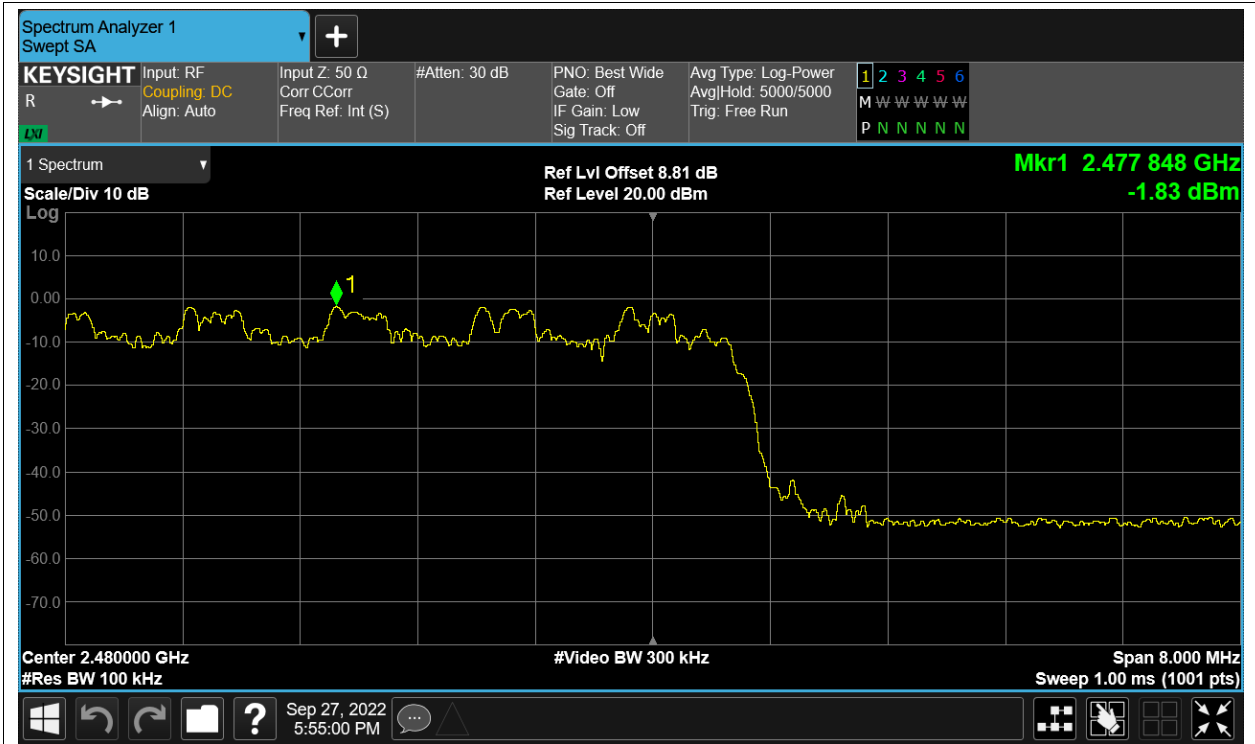 Spectrum Analyzer 1
Swept SA
+
KEYSIGHT
R
LXI
Input: RF
Coupling: DC
Align: Auto
Input Z: 50 Ω
Corr CCorr
Freq Ref: Int (S)
#Atten: 30 dB
PNO: Best Wide
Gate: Off
IF Gain: Low
Sig Track: Off
Avg Type: Log-Power
Avg|Hold: 5000/5000
Trig: Free Run
1 2 3 4 5 6
M W W W W W
P N N N N N
1 Spectrum
Scale/Div 10 dB
Log
Ref Lvl Offset 8.81 dB
Ref Level 20.00 dBm
Mkr1 2.477 848 GHz
-1.83 dBm
10.0
0.00
-10.0
-20.0
-30.0
-40.0
-50.0
-60.0
-70.0
1
Center 2.480000 GHz
#Res BW 100 kHz
#Video BW 300 kHz
Span 8.000 MHz
Sweep 1.00 ms (1001 pts)
?
Sep 27, 2022
5:55:00 PM